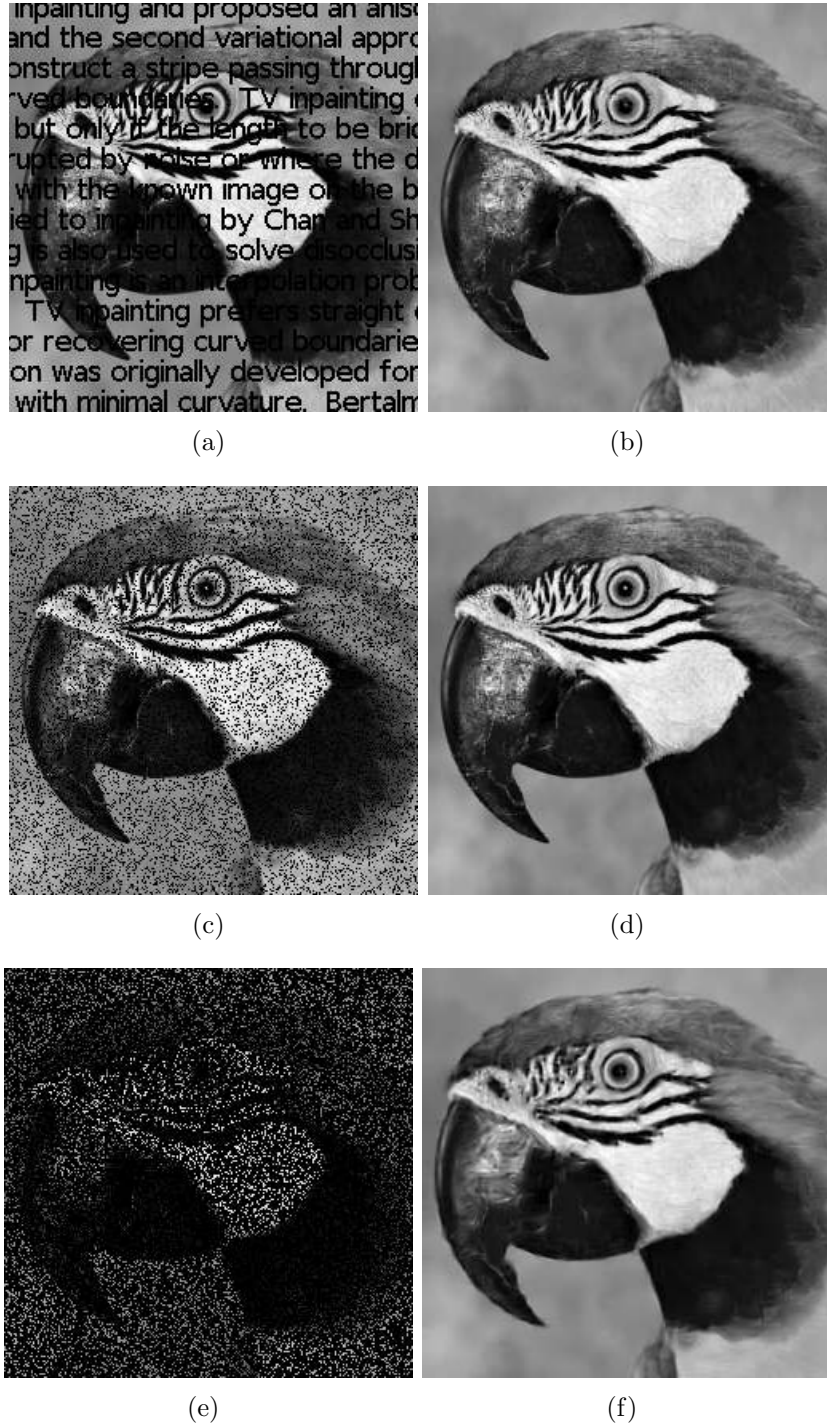 inpainting and proposed an aniso
and the second variational appro
onstruct a stripe passing through
rved boundaries. TV inpainting
but only if the length to be brid
rupted by noise or where the d
with the known image on the b
ied to inpainting by Chan and Sh
g is also used to solve disocclusi
npainting is an interpolation prob
TV inpainting prefers straight
or recovering curved boundarie
on was originally developed for
with minimal curvature. Bertalm
(a)
(b)
(c)
(d)
(e)
(f)